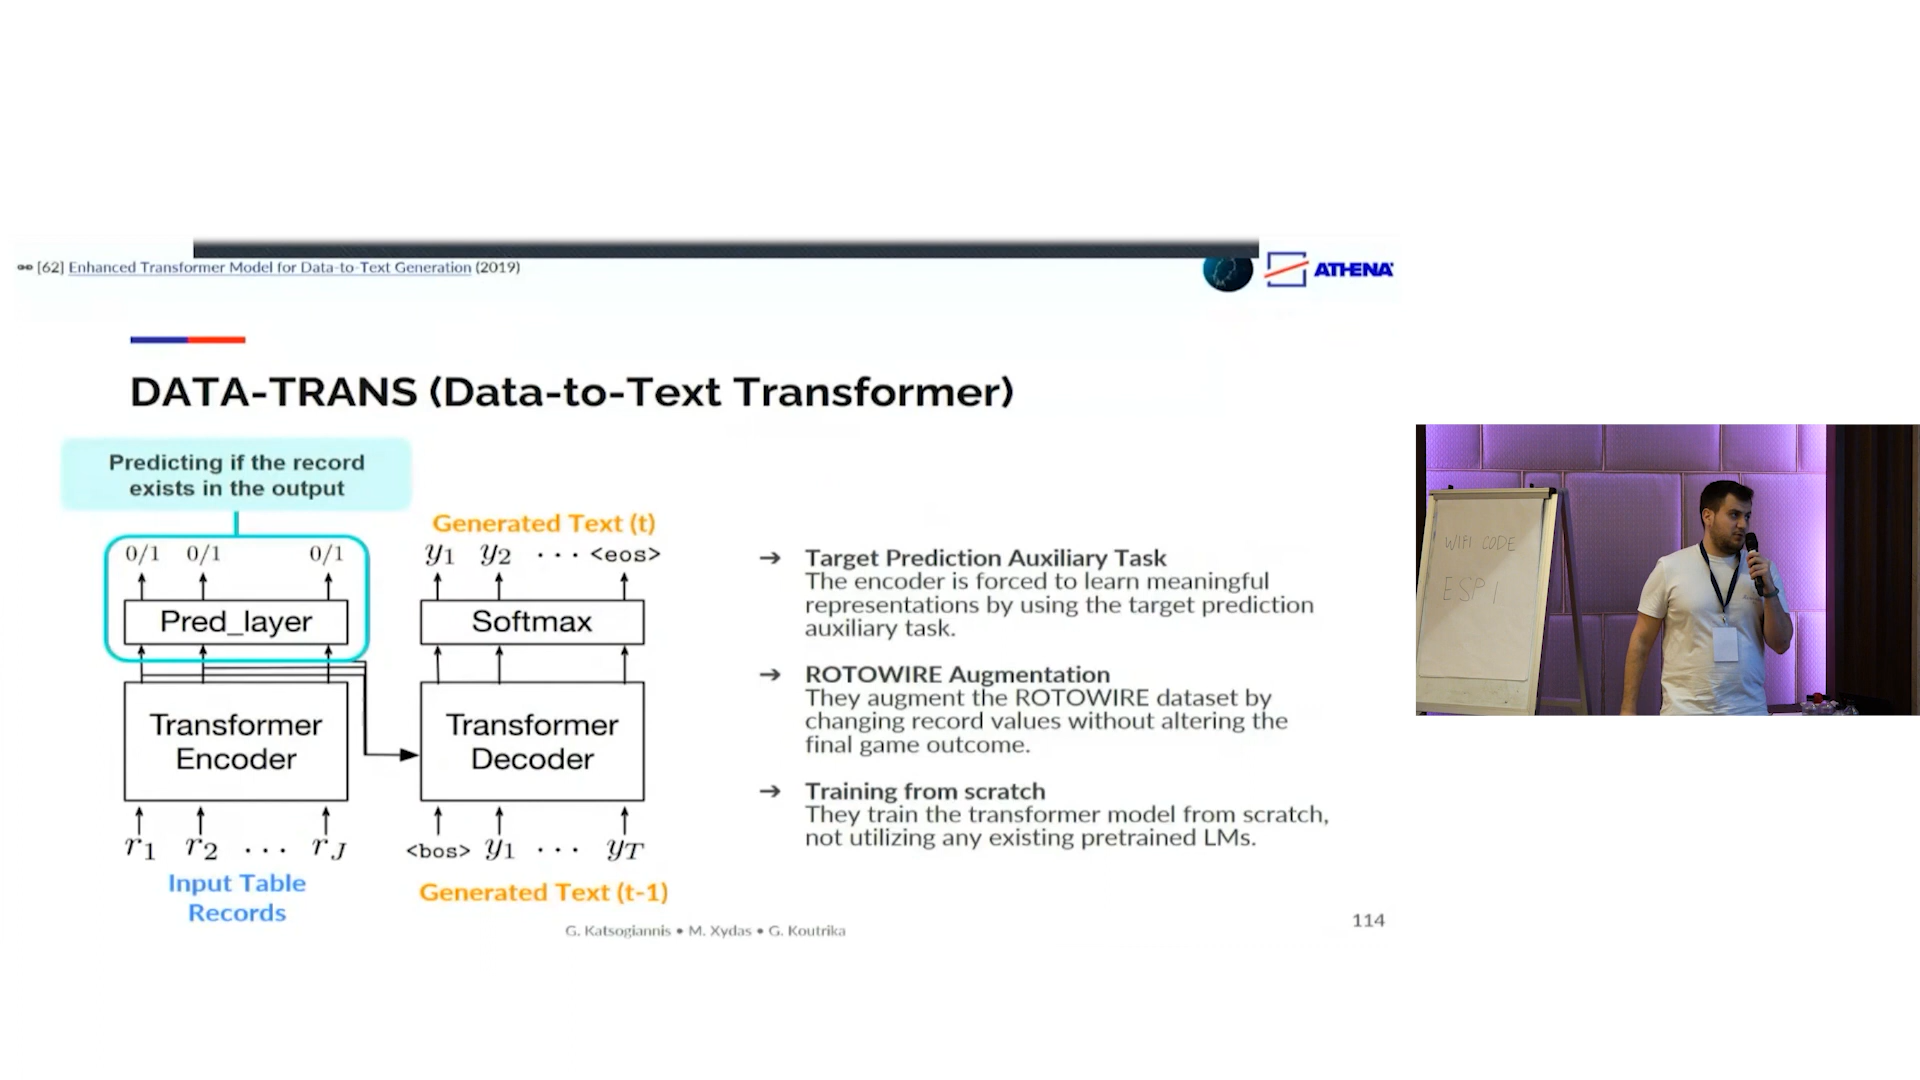 [62] Enhanced Transformer Model for Data-to-Text Generation (2019)
ATHENA
DATA-TRANS (Data-to-Text Transformer)
Predicting if the record
exists in the output
0/1 0/1 0/1
Pred_layer
Transformer
Encoder
r1 r2 ... rJ
Input Table
Records
Generated Text (t)
y1 y2 ... <eos>
Softmax
Transformer
Decoder
<bos> y1 ... yT
Generated Text (t-1)
→ Target Prediction Auxiliary Task
The encoder is forced to learn meaningful
representations by using the target prediction
auxiliary task.
→ ROTOWIRE Augmentation
They augment the ROTOWIRE dataset by
changing record values without altering the
final game outcome.
→ Training from scratch
They train the transformer model from scratch,
not utilizing any existing pretrained LMs.
G. Katsogiannis • M. Xydas • G. Koutrika
114
WIFI CODE
ESP1